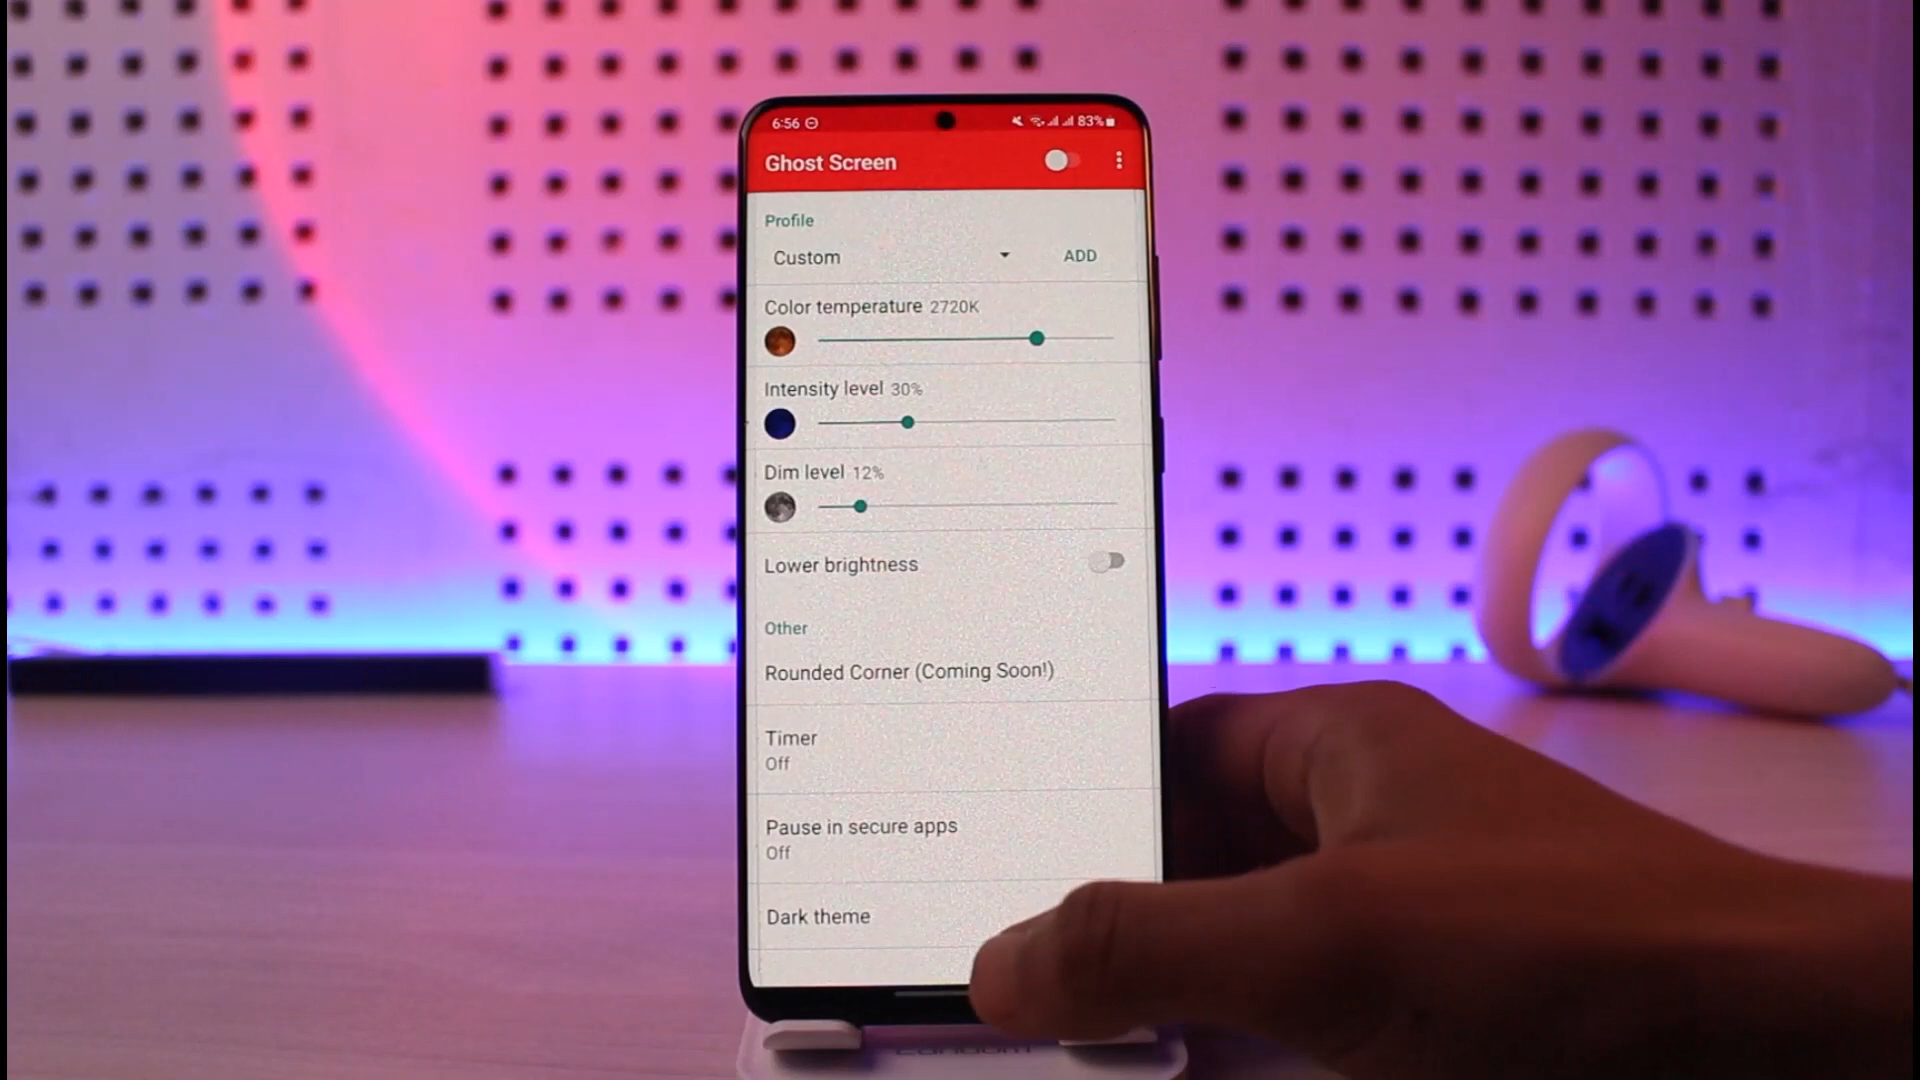 6:56 83%
Ghost Screen
Profile
Custom ADD
Color temperature 2720K
Intensity level 30%
Dim level 12%
Lower brightness
Other
Rounded Corner (Coming Soon!)
Timer
Off
Pause in secure apps
Off
Dark theme